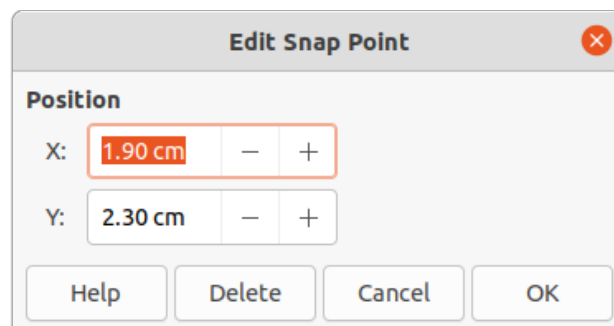 Edit Snap Point
Position
X: 1.90 cm − +
Y: 2.30 cm − +
Help Delete Cancel OK